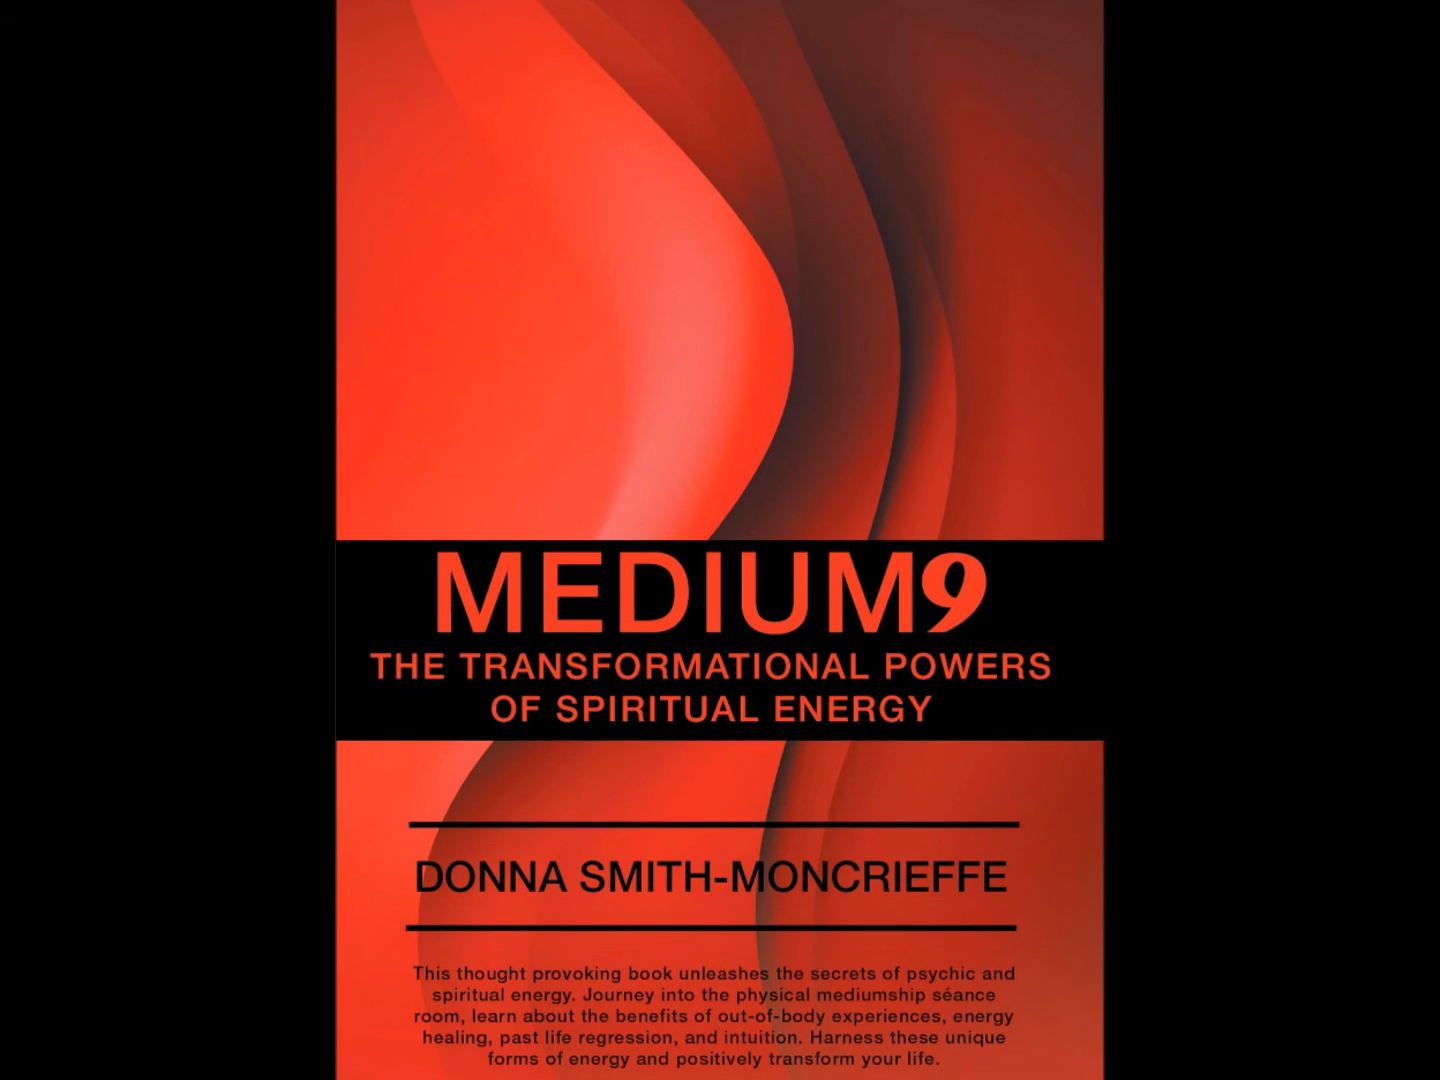 MEDIUM9
THE TRANSFORMATIONAL POWERS
OF SPIRITUAL ENERGY
DONNA SMITH-MONCRIEFFE
This thought provoking book unleashes the secrets of psychic and
spiritual energy. Journey into the physical mediumship séance
room, learn about the benefits of out-of-body experiences, energy
healing, past life regression, and intuition. Harness these unique
forms of energy and positively transform your life.